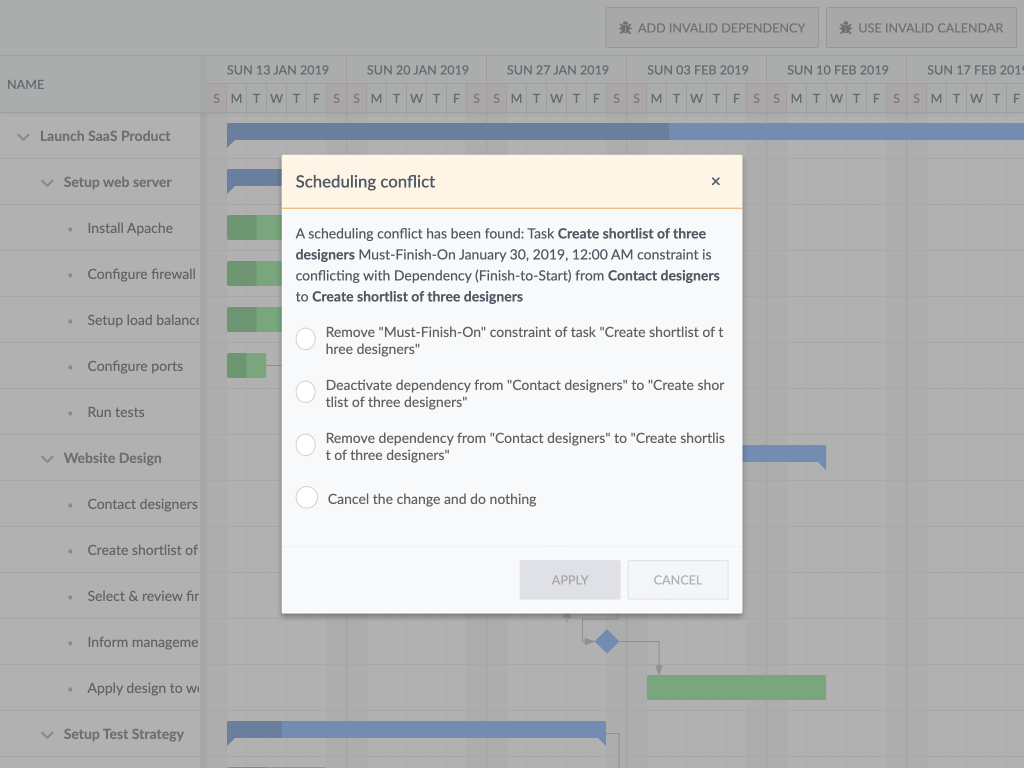 ADD INVALID DEPENDENCY
USE INVALID CALENDAR
NAME
SUN 13 JAN 2019
SUN 20 JAN 2019
SUN 27 JAN 2019
SUN 03 FEB 2019
SUN 10 FEB 2019
SUN 17 FEB 2019
S M T W T F S S M T W T F S S M T W T F S S M T W T F S S M T W T F S S M T W T F
Launch SaaS Product
Setup web server
Install Apache
Configure firewall
Setup load balance
Configure ports
Run tests
Website Design
Contact designers
Create shortlist of
Select & review fir
Inform manageme
Apply design to we
Setup Test Strategy
Scheduling conflict
×
A scheduling conflict has been found: Task Create shortlist of three
designers Must-Finish-On January 30, 2019, 12:00 AM constraint is
conflicting with Dependency (Finish-to-Start) from Contact designers
to Create shortlist of three designers
Remove "Must-Finish-On" constraint of task "Create shortlist of t
hree designers"
Deactivate dependency from "Contact designers" to "Create shor
tlist of three designers"
Remove dependency from "Contact designers" to "Create shortlis
t of three designers"
Cancel the change and do nothing
APPLY
CANCEL